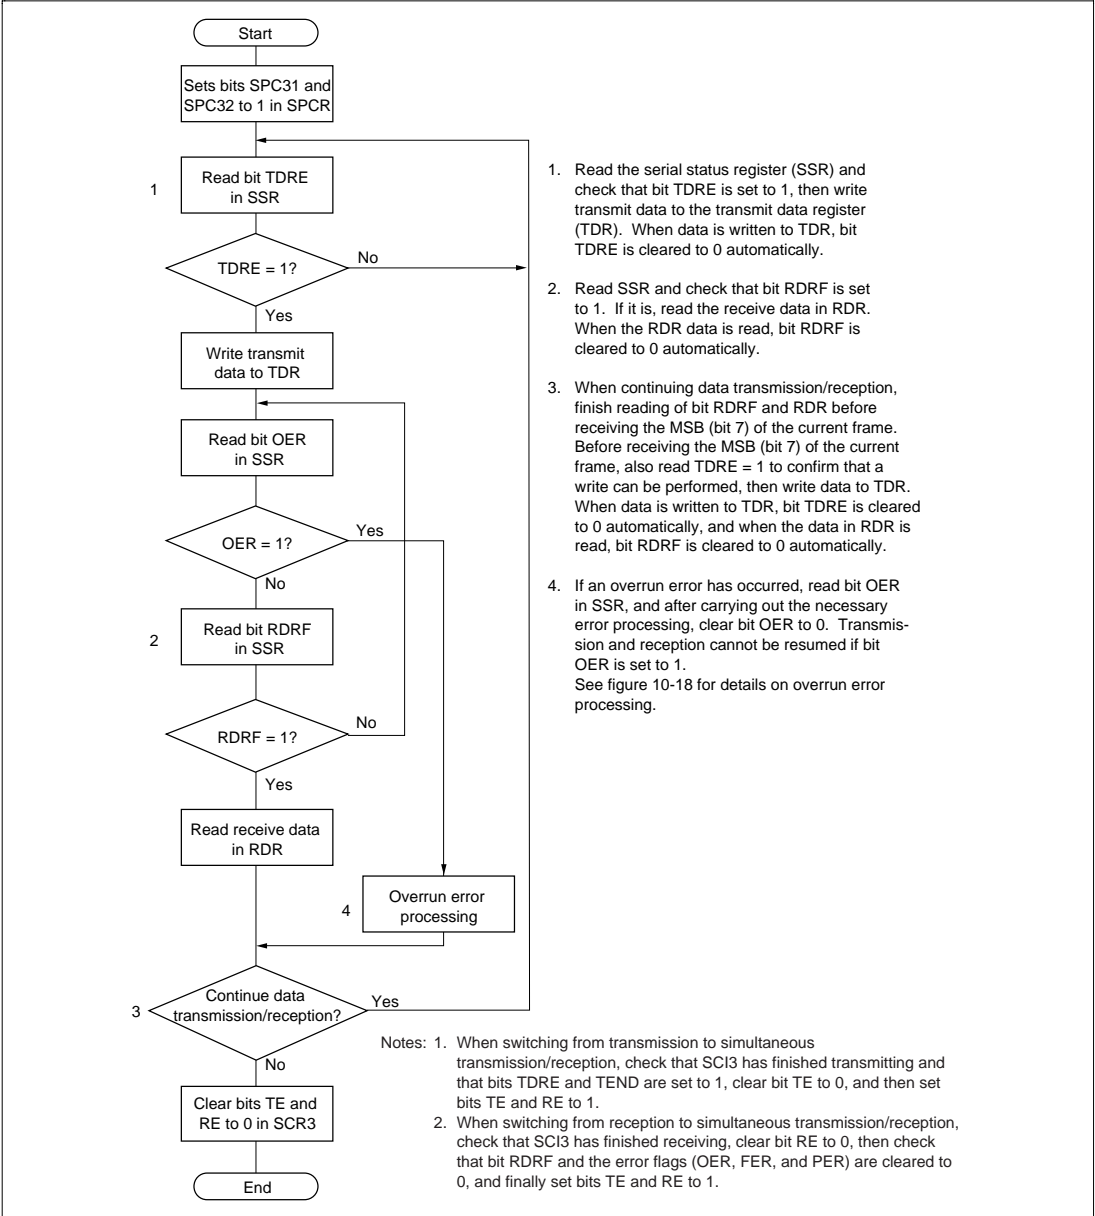 Start
Sets bits SPC31 and
SPC32 to 1 in SPCR
1
Read bit TDRE
in SSR
TDRE = 1?
No
Yes
Write transmit
data to TDR
Read bit OER
in SSR
OER = 1?
Yes
No
2
Read bit RDRF
in SSR
RDRF = 1?
No
Yes
Read receive data
in RDR
4
Overrun error
processing
3
Continue data
transmission/reception?
Yes
No
Clear bits TE and
RE to 0 in SCR3
End
1. Read the serial status register (SSR) and
check that bit TDRE is set to 1, then write
transmit data to the transmit data register
(TDR). When data is written to TDR, bit
TDRE is cleared to 0 automatically.
2. Read SSR and check that bit RDRF is set
to 1. If it is, read the receive data in RDR.
When the RDR data is read, bit RDRF is
cleared to 0 automatically.
3. When continuing data transmission/reception,
finish reading of bit RDRF and RDR before
receiving the MSB (bit 7) of the current frame.
Before receiving the MSB (bit 7) of the current
frame, also read TDRE = 1 to confirm that a
write can be performed, then write data to TDR.
When data is written to TDR, bit TDRE is cleared
to 0 automatically, and when the data in RDR is
read, bit RDRF is cleared to 0 automatically.
4. If an overrun error has occurred, read bit OER
in SSR, and after carrying out the necessary
error processing, clear bit OER to 0. Transmis-
sion and reception cannot be resumed if bit
OER is set to 1.
See figure 10-18 for details on overrun error
processing.
Notes: 1. When switching from transmission to simultaneous
transmission/reception, check that SCI3 has finished transmitting and
that bits TDRE and TEND are set to 1, clear bit TE to 0, and then set
bits TE and RE to 1.
2. When switching from reception to simultaneous transmission/reception,
check that SCI3 has finished receiving, clear bit RE to 0, then check
that bit RDRF and the error flags (OER, FER, and PER) are cleared to
0, and finally set bits TE and RE to 1.